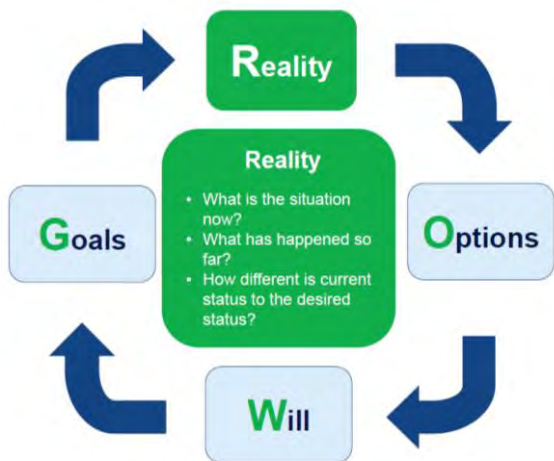 Reality
Reality
• What is the situation
now?
• What has happened so
far?
• How different is current
status to the desired
status?
Goals
Options
Will